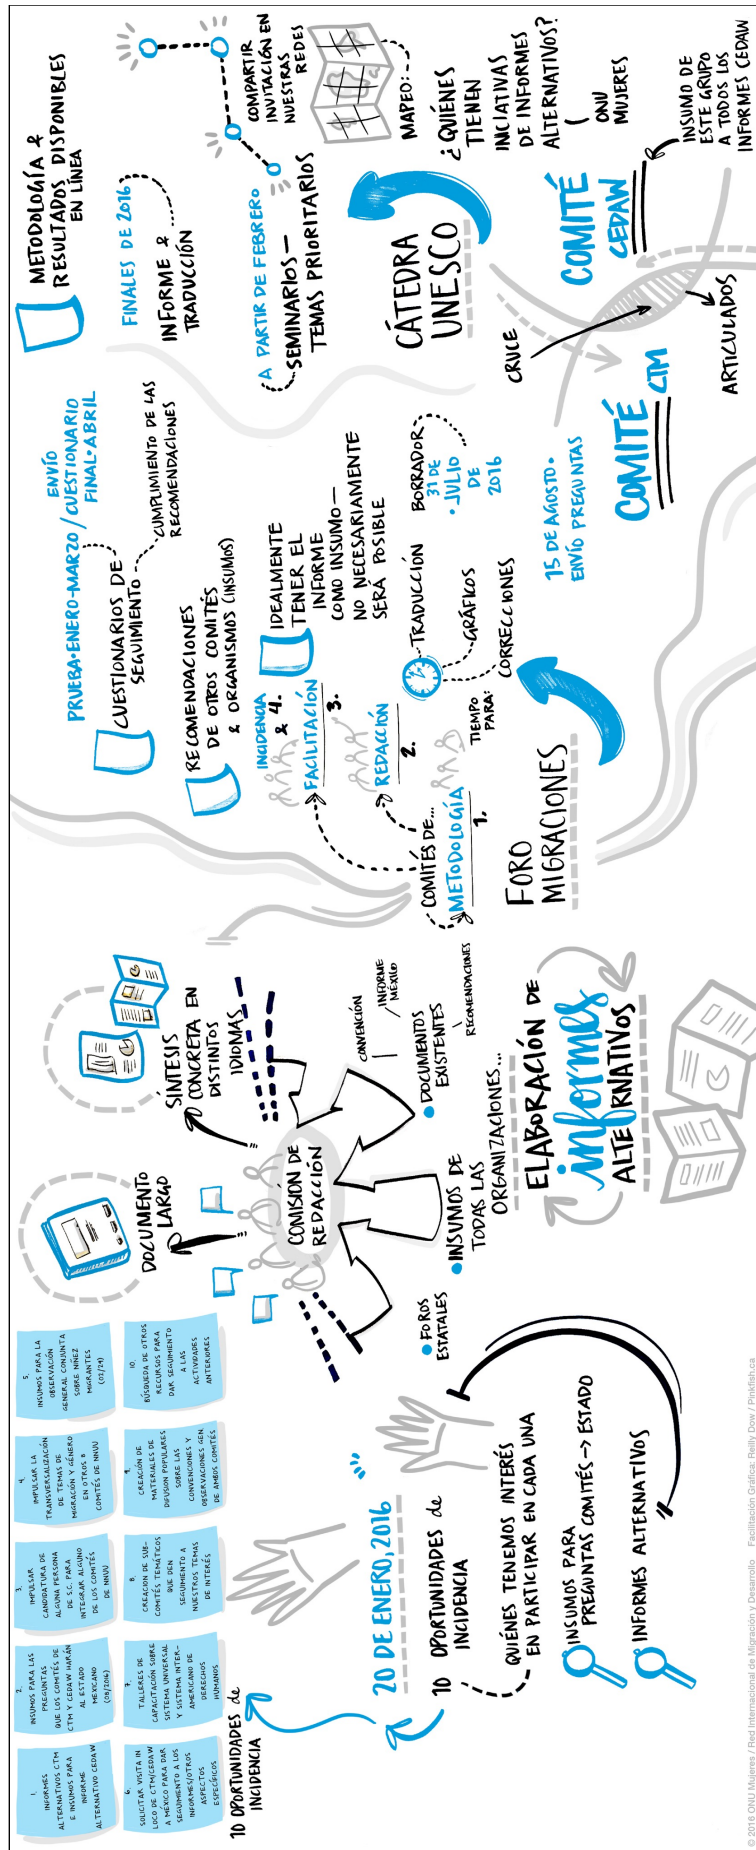 1.
INFORMES
ALTERNATIVOS CTM
E INSUMOS PARA
INFORME
ALTERNATIVO CEDAW
2.
INSUMOS PARA LAS
PREGUNTAS
QUE LOS COMITÉS DE
CTM Y CEDAW HARÁN
AL ESTADO
MEXICANO
(08/2016)
3.
IMPULSAR
CANDIDATURA DE
ALGUNA PERSONA
DE S.C. PARA
INTEGRAR ALGUNO
DE LOS COMITÉS
DE NNUU
4.
IMPULSAR LA
TRANSVERSALIZACIÓN
DE TEMAS DE
MIGRACIÓN Y GÉNERO
EN OTROS 8
COMITÉS DE NNUU
5.
INSUMOS PARA LA
OBSERVACIÓN
GENERAL CONJUNTA
SOBRE NIÑEZ
MIGRANTES
(02/29)
6.
SOLICITAR VISITA IN
LOCO DE CTM/CEDAW
A MÉXICO PARA DAR
SEGUIMIENTO A LOS
INFORMES/OTROS
ASPECTOS
ESPECÍFICOS
7.
TALLERES DE
CAPACITACIÓN SOBRE
SISTEMA UNIVERSAL
Y SISTEMA INTER-
AMERICANO DE
DERECHOS
HUMANOS
8.
CREACIÓN DE SUB-
COMITÉS TEMÁTICOS
QUE DEN
SEGUIMIENTO A
NUESTROS TEMAS
DE INTERÉS
9.
CREACIÓN DE
MATERIALES DE
DIFUSIÓN POPULARES
SOBRE LAS
CONVENCIONES Y
OBSERVACIONES GEN.
DE AMBOS COMITÉS
10.
BÚSQUEDA DE OTROS
RECURSOS PARA
DAR SEGUIMIENTO
A LAS
ACTIVIDADES
ANTERIORES
10 OPORTUNIDADES de
INCIDENCIA
20 DE ENERO, 2016
10 OPORTUNIDADES de
INCIDENCIA
QUIÉNES TENEMOS INTERÉS
EN PARTICIPAR EN CADA UNA
INSUMOS PARA
PREGUNTAS COMITÉS -> ESTADO
INFORMES ALTERNATIVOS
DOCUMENTO
LARGO
SÍNTESIS
CONCRETA EN
DISTINTOS
IDIOMAS
COMISIÓN DE
REDACCIÓN
FOROS
ESTATALES
INSUMOS DE
TODAS LAS
ORGANIZACIONES...
DOCUMENTOS
EXISTENTES
CONVENCIÓN
INFORME
MÉXICO
RECOMENDACIONES
ELABORACIÓN DE
informes
ALTERNATIVOS
PRUEBA•ENERO-MARZO / ENVÍO
CUESTIONARIO
FINAL•ABRIL
CUESTIONARIOS DE
SEGUIMIENTO
CUMPLIMIENTO DE LAS
RECOMENDACIONES
RECOMENDACIONES
DE OTROS COMITÉS
& ORGANISMOS (INSUMOS)
INCIDENCIA
& 4.
FACILITACIÓN
3.
REDACCIÓN
2.
COMITÉS DE...
METODOLOGÍA
1.
IDEALMENTE
TENER EL
INFORME
COMO INSUMO—
NO NECESARIAMENTE
SERÁ POSIBLE
TIEMPO
PARA:
TRADUCCIÓN
GRÁFICOS
CORRECCIONES
BORRADOR
31 DE
• JULIO
DE
2016
FORO
MIGRACIONES
15 DE AGOSTO•
ENVÍO PREGUNTAS
COMITÉ
CTM
METODOLOGÍA &
RESULTADOS DISPONIBLES
EN LÍNEA
FINALES DE 2016
INFORME &
TRADUCCIÓN
A PARTIR DE FEBRERO
SEMINARIOS—
TEMAS PRIORITARIOS
COMPARTIR
INVITACIÓN EN
NUESTRAS
REDES
CÁTEDRA
UNESCO
MAPEO:
¿QUIÉNES
TIENEN
INICIATIVAS
DE INFORMES
ALTERNATIVOS?
ONU
MUJERES
CRUCE
COMITÉ
CEDAW
ARTICULADOS
INSUMO DE
ESTE GRUPO
A TODOS LOS
INFORMES CEDAW
© 2016 ONU Mujeres / Red Internacional de Migración y Desarrollo Facilitación Gráfica: Reilly Dow / Pinkfish.ca